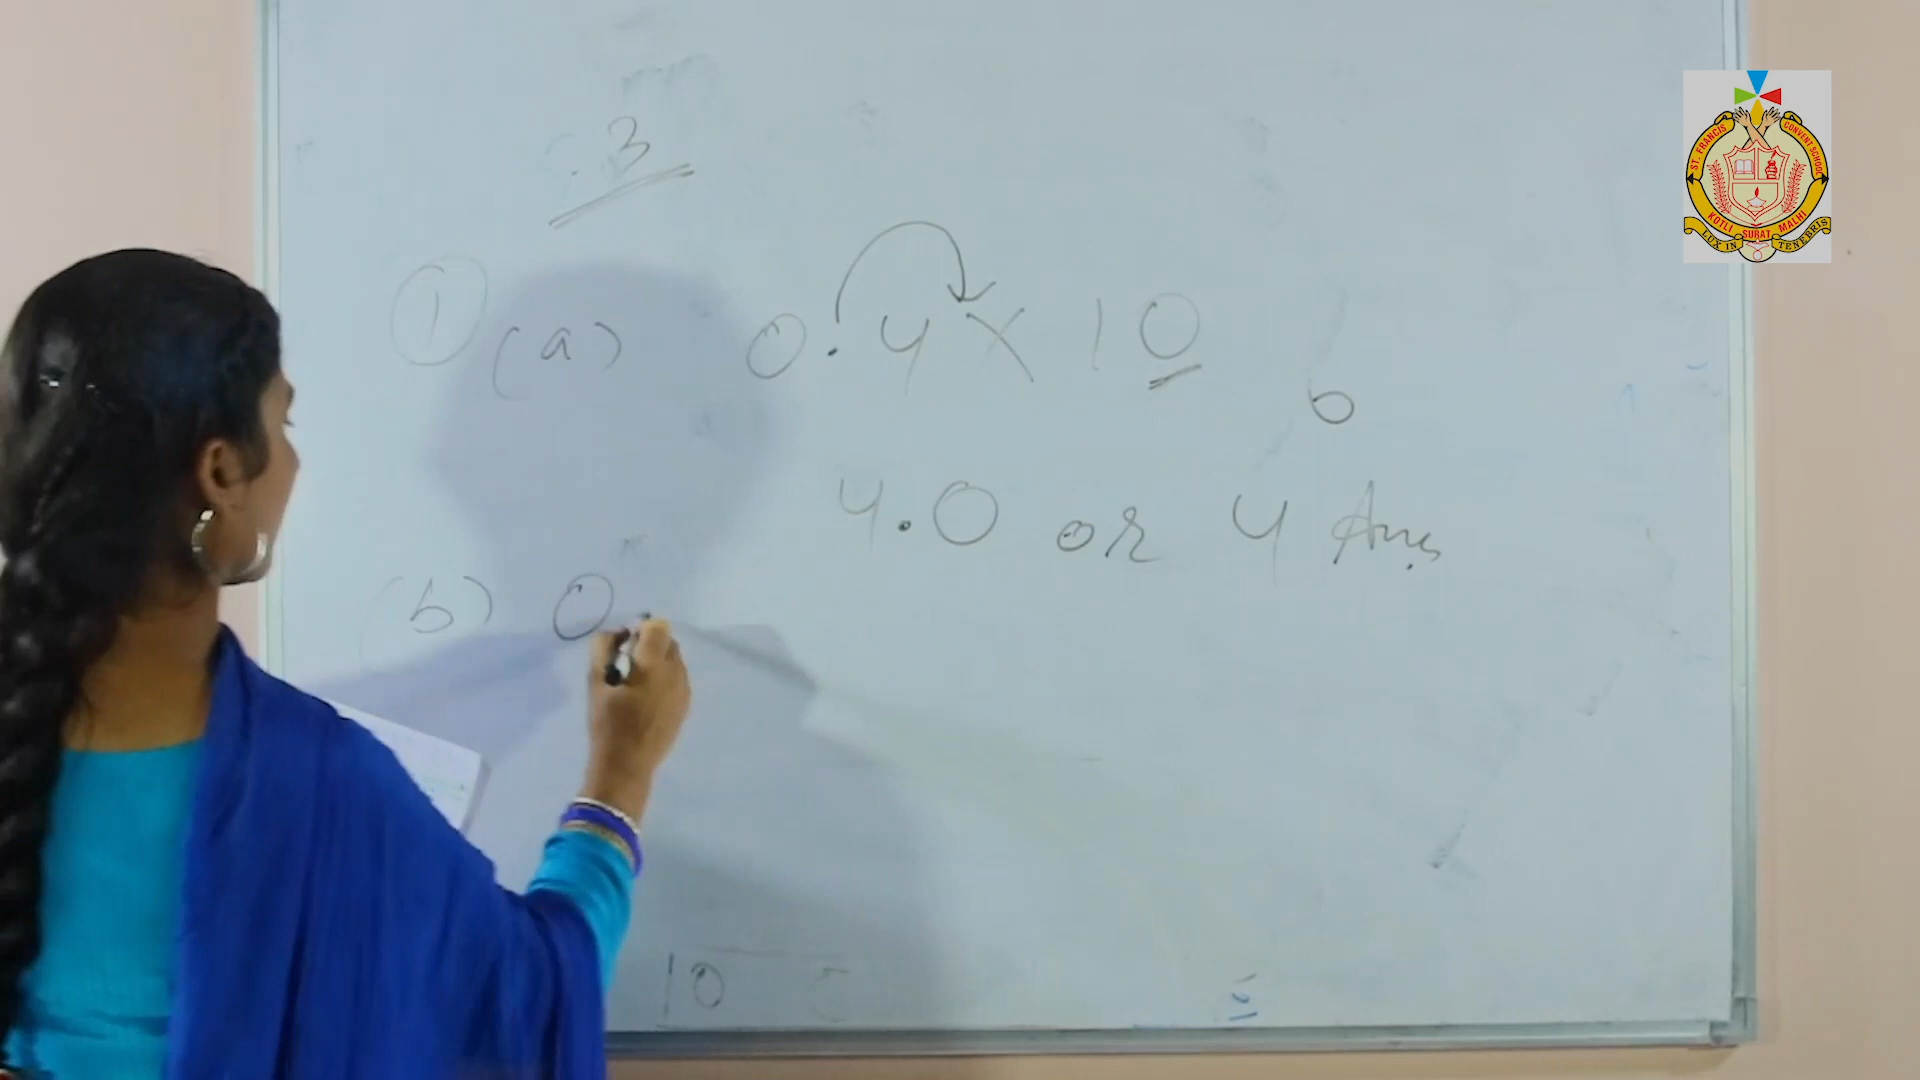 .3
① (a) 0.4 × 10
6
4.0 or 4 Ans
(b) 0
10
ST. FRANCIS CONVENT SCHOOL
KOTLI SURAT MALHI
LUX IN TENEBRIS